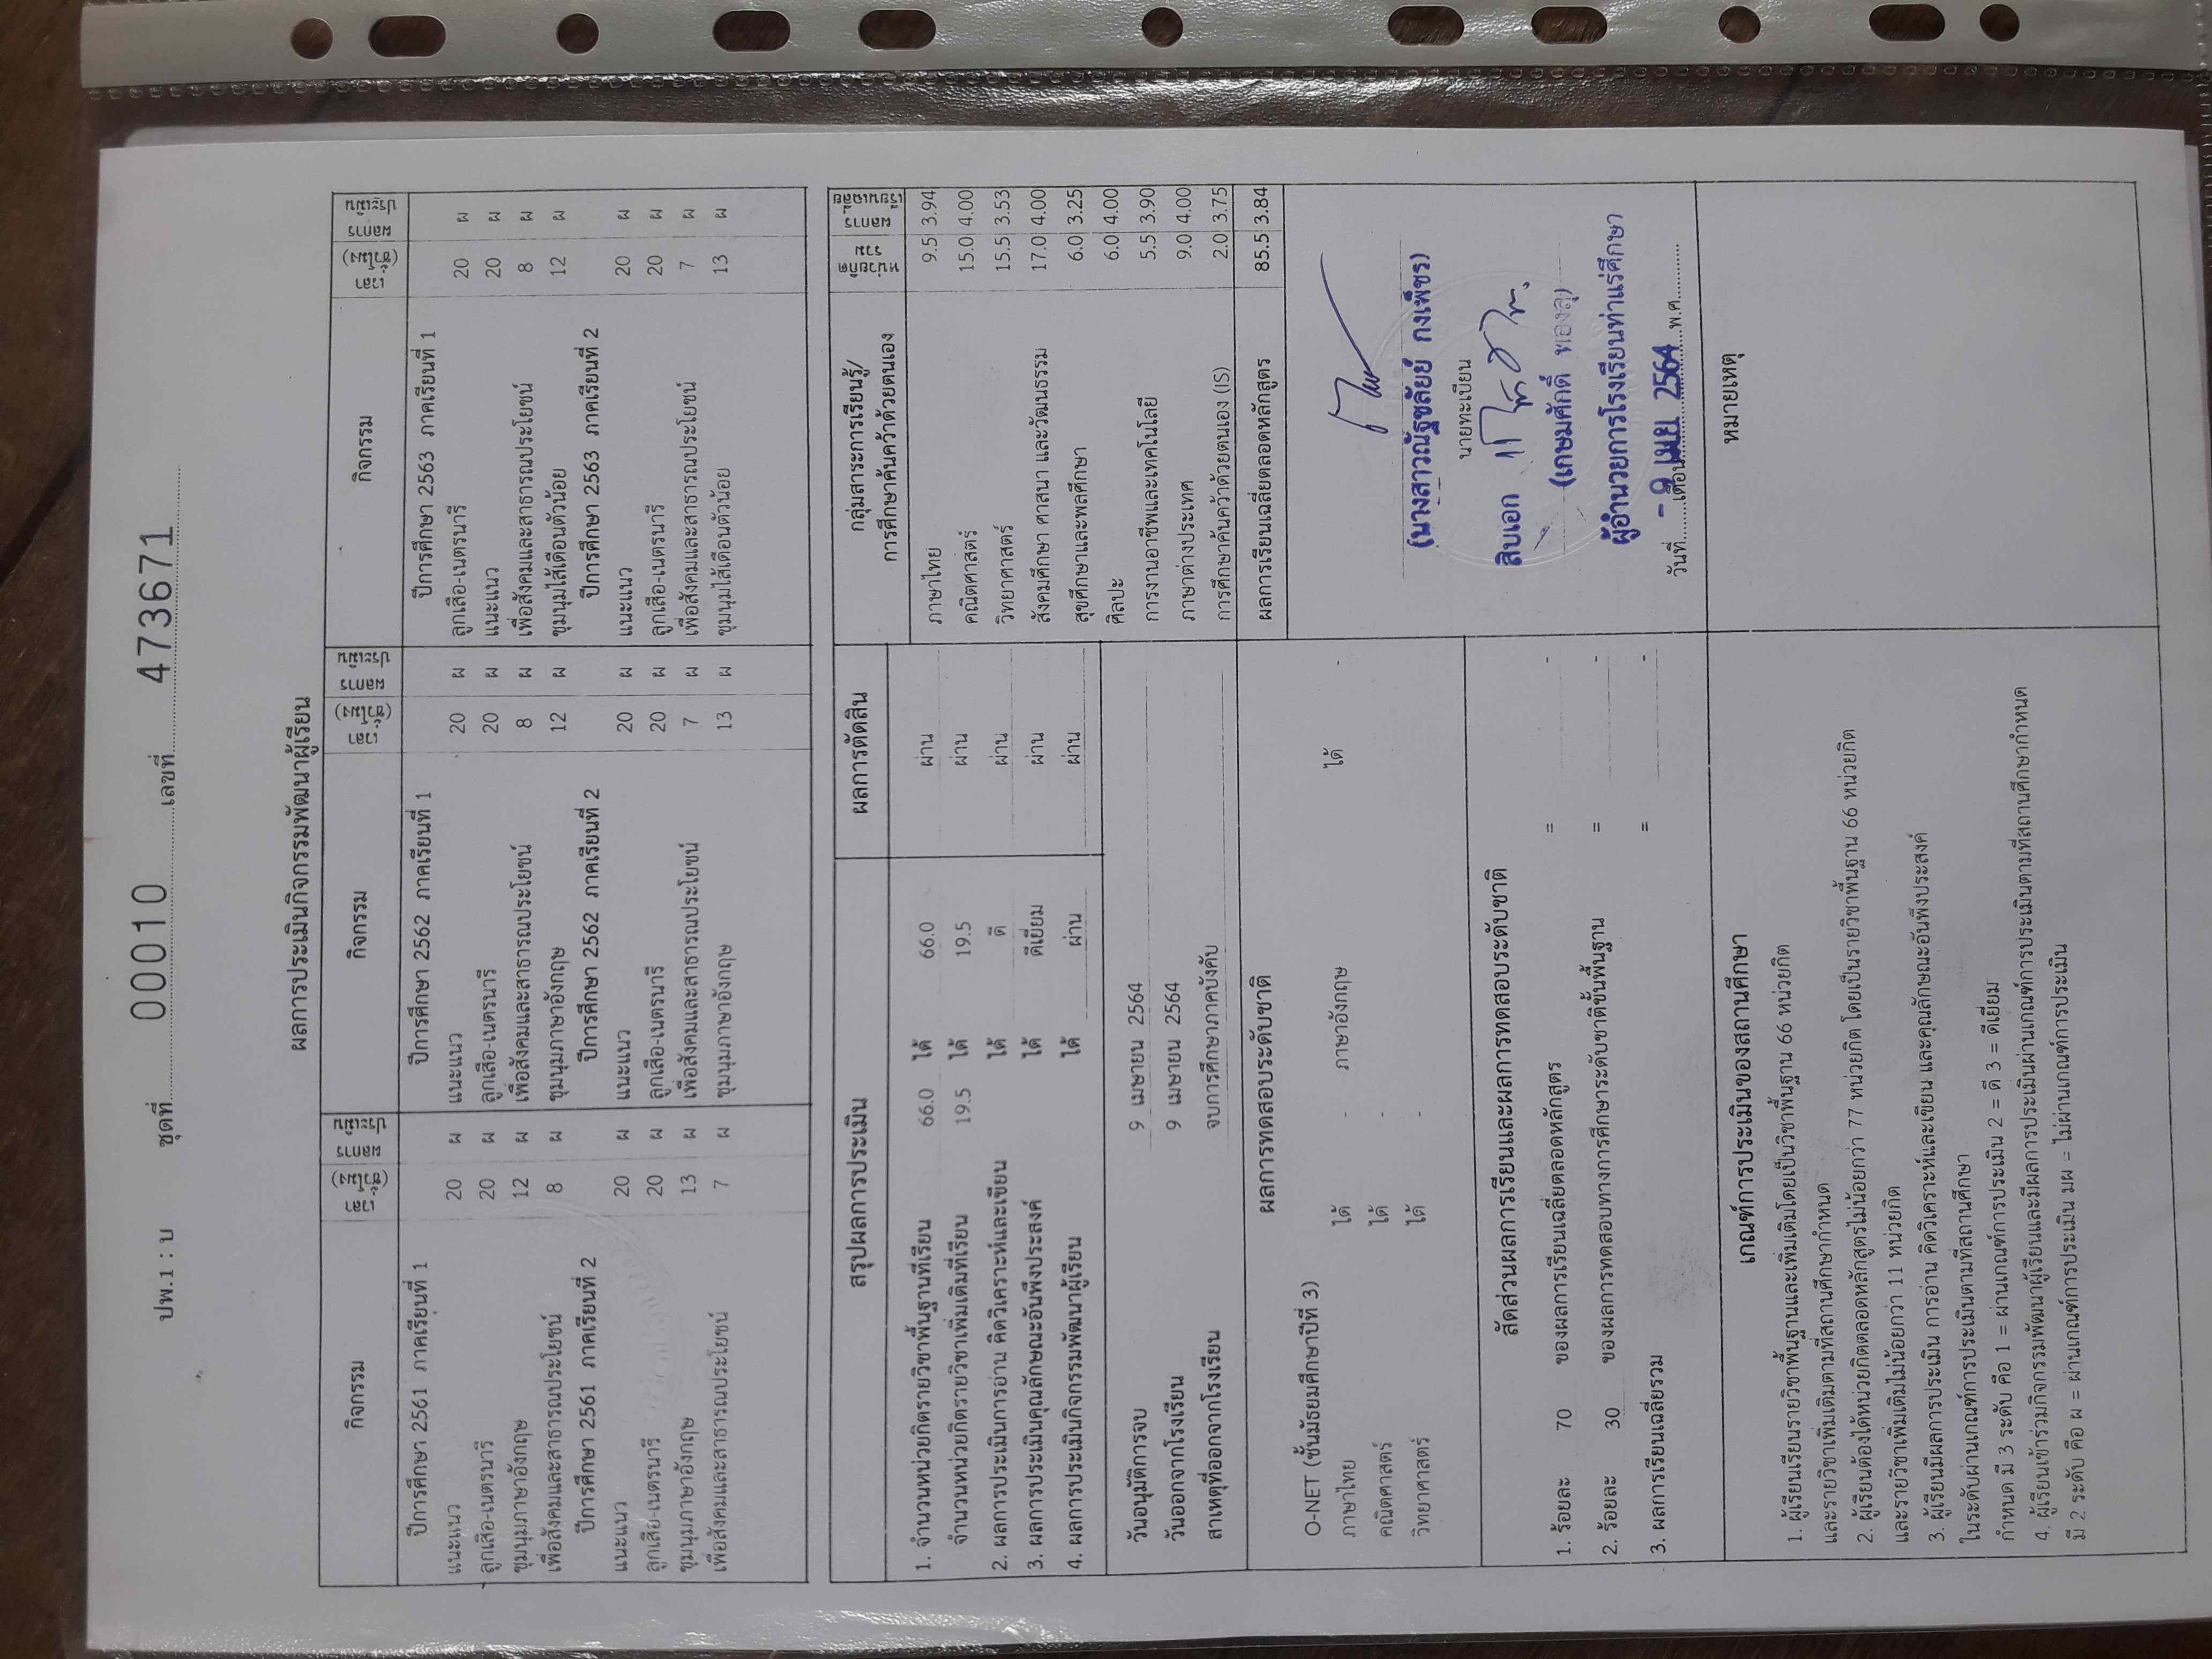 ปพ.1 : บ ชุดที่ 00010 เลขที่ 473671
ผลการประเมินกิจกรรมพัฒนาผู้เรียน
กิจกรรม เวลา (ชั่วโมง) ผลการประเมิน กิจกรรม เวลา (ชั่วโมง) ผลการประเมิน กิจกรรม เวลา (ชั่วโมง) ผลการประเมิน
ปีการศึกษา 2561 ภาคเรียนที่ 1 ปีการศึกษา 2562 ภาคเรียนที่ 1 ปีการศึกษา 2563 ภาคเรียนที่ 1
แนะแนว 20 ผ แนะแนว 20 ผ ลูกเสือ-เนตรนารี 20 ผ
ลูกเสือ-เนตรนารี 20 ผ ลูกเสือ-เนตรนารี 20 ผ แนะแนว 20 ผ
ชุมนุมภาษาอังกฤษ 12 ผ เพื่อสังคมและสาธารณประโยชน์ 8 ผ เพื่อสังคมและสาธารณประโยชน์ 8 ผ
เพื่อสังคมและสาธารณประโยชน์ 8 ผ ชุมนุมภาษาอังกฤษ 12 ผ ชุมนุมไส้เดือนตัวน้อย 12 ผ
ปีการศึกษา 2561 ภาคเรียนที่ 2 ปีการศึกษา 2562 ภาคเรียนที่ 2 ปีการศึกษา 2563 ภาคเรียนที่ 2
แนะแนว 20 ผ แนะแนว 20 ผ แนะแนว 20 ผ
ลูกเสือ-เนตรนารี 20 ผ ลูกเสือ-เนตรนารี 20 ผ ลูกเสือ-เนตรนารี 20 ผ
ชุมนุมภาษาอังกฤษ 13 ผ เพื่อสังคมและสาธารณประโยชน์ 7 ผ เพื่อสังคมและสาธารณประโยชน์ 7 ผ
เพื่อสังคมและสาธารณประโยชน์ 7 ผ ชุมนุมภาษาอังกฤษ 13 ผ ชุมนุมไส้เดือนตัวน้อย 13 ผ
สรุปผลการประเมิน ผลการตัดสิน
1. จำนวนหน่วยกิตรายวิชาพื้นฐานที่เรียน 66.0 ได้ 66.0 ผ่าน
จำนวนหน่วยกิตรายวิชาเพิ่มเติมที่เรียน 19.5 ได้ 19.5 ผ่าน
2. ผลการประเมินการอ่าน คิดวิเคราะห์และเขียน ได้ ดี ผ่าน
3. ผลการประเมินคุณลักษณะอันพึงประสงค์ ได้ ดีเยี่ยม ผ่าน
4. ผลการประเมินกิจกรรมพัฒนาผู้เรียน ได้ ผ่าน ผ่าน
วันอนุมัติการจบ 9 เมษายน 2564
วันออกจากโรงเรียน 9 เมษายน 2564
สาเหตุที่ออกจากโรงเรียน จบการศึกษาภาคบังคับ
ผลการทดสอบระดับชาติ
O-NET (ชั้นมัธยมศึกษาปีที่ 3)
ภาษาไทย ได้ - ภาษาอังกฤษ ได้ -
คณิตศาสตร์ ได้ -
วิทยาศาสตร์ ได้ -
สัดส่วนผลการเรียนและผลการทดสอบระดับชาติ
1. ร้อยละ 70 ของผลการเรียนเฉลี่ยตลอดหลักสูตร = -
2. ร้อยละ 30 ของผลการทดสอบทางการศึกษาระดับชาติขั้นพื้นฐาน = -
3. ผลการเรียนเฉลี่ยรวม = -
กลุ่มสาระการเรียนรู้/
การศึกษาค้นคว้าด้วยตนเอง
หน่วยกิตรวม ผลการเรียนเฉลี่ย
ภาษาไทย 9.5 3.94
คณิตศาสตร์ 15.0 4.00
วิทยาศาสตร์ 15.5 3.53
สังคมศึกษา ศาสนา และวัฒนธรรม 17.0 4.00
สุขศึกษาและพลศึกษา 6.0 3.25
ศิลปะ 6.0 4.00
การงานอาชีพและเทคโนโลยี 5.5 3.90
ภาษาต่างประเทศ 9.0 4.00
การศึกษาค้นคว้าด้วยตนเอง (IS) 2.0 3.75
ผลการเรียนเฉลี่ยตลอดหลักสูตร 85.5 3.84
(นางสาวณัฐชลัยย์ กงเพ็ชร)
นายทะเบียน
สิบเอก
(เกษมศักดิ์ ทองลุ)
ผู้อำนวยการโรงเรียนท่าแร่ศึกษา
วันที่ - 9 เดือน เมย 2564 พ.ศ.
เกณฑ์การประเมินของสถานศึกษา
1. ผู้เรียนเรียนรายวิชาพื้นฐานและเพิ่มเติมโดยเป็นวิชาพื้นฐาน 66 หน่วยกิต
และรายวิชาเพิ่มเติมตามที่สถานศึกษากำหนด
2. ผู้เรียนต้องได้หน่วยกิตตลอดหลักสูตรไม่น้อยกว่า 77 หน่วยกิต โดยเป็นรายวิชาพื้นฐาน 66 หน่วยกิต
และรายวิชาเพิ่มเติมไม่น้อยกว่า 11 หน่วยกิต
3. ผู้เรียนมีผลการประเมิน การอ่าน คิดวิเคราะห์และเขียน และคุณลักษณะอันพึงประสงค์
ในระดับผ่านเกณฑ์การประเมินตามที่สถานศึกษา
กำหนด มี 3 ระดับ คือ 1 = ผ่านเกณฑ์การประเมิน 2 = ดี 3 = ดีเยี่ยม
4. ผู้เรียนเข้าร่วมกิจกรรมพัฒนาผู้เรียนและมีผลการประเมินผ่านเกณฑ์การประเมินตามที่สถานศึกษากำหนด
มี 2 ระดับ คือ ผ = ผ่านเกณฑ์การประเมิน มผ = ไม่ผ่านเกณฑ์การประเมิน
หมายเหตุ